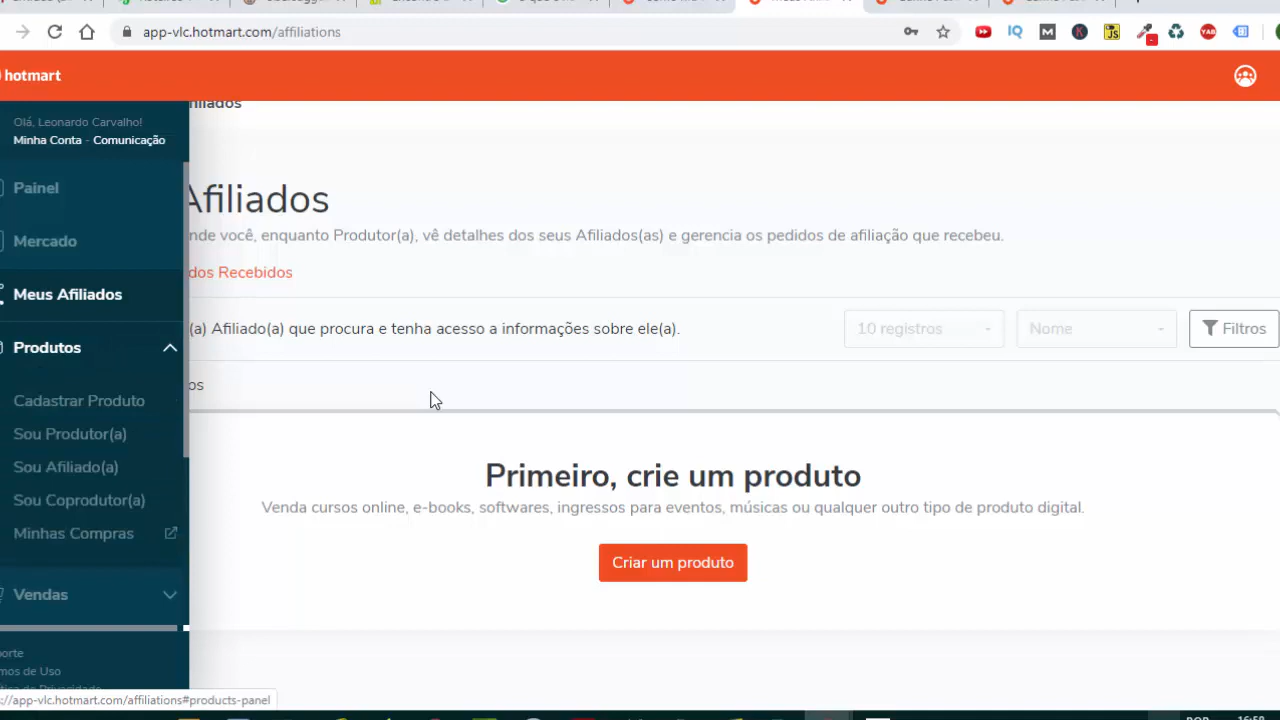 app-vlc.hotmart.com/affiliations
hotmart
Olá, Leonardo Carvalho!
Minha Conta - Comunicação
Painel
Mercado
Meus Afiliados
Produtos
Cadastrar Produto
Sou Produtor(a)
Sou Afiliado(a)
Sou Coprodutor(a)
Minhas Compras
Vendas
Afiliados
nde você, enquanto Produtor(a), vê detalhes dos seus Afiliados(as) e gerencia os pedidos de afiliação que recebeu.
dos Recebidos
(a) Afiliado(a) que procura e tenha acesso a informações sobre ele(a).
10 registros
Nome
Filtros
os
Primeiro, crie um produto
Venda cursos online, e-books, softwares, ingressos para eventos, músicas ou qualquer outro tipo de produto digital.
Criar um produto
orte
mos de Uso
://app-vlc.hotmart.com/affiliations#products-panel